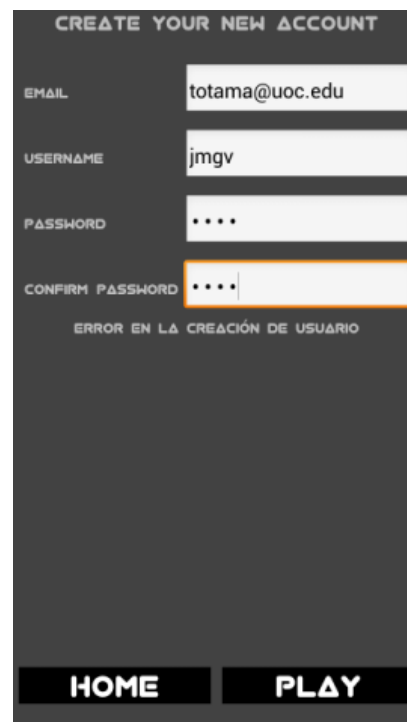 CREATE YOUR NEW ACCOUNT
EMAIL totama@uoc.edu
USERNAME jmgv
PASSWORD ····
CONFIRM PASSWORD ····
ERROR EN LA CREACIÓN DE USUARIO
HOME PLAY